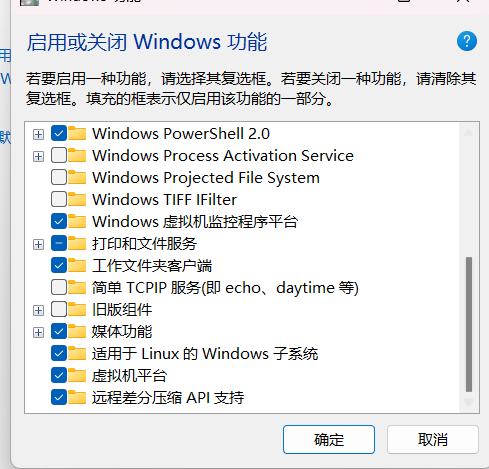 Windows 功能
启用或关闭 Windows 功能
?
若要启用一种功能，请选择其复选框。若要关闭一种功能，请清除其
复选框。填充的框表示仅启用该功能的一部分。
Windows PowerShell 2.0
Windows Process Activation Service
Windows Projected File System
Windows TIFF IFilter
Windows 虚拟机监控程序平台
打印和文件服务
工作文件夹客户端
简单 TCPIP 服务(即 echo、daytime 等)
旧版组件
媒体功能
适用于 Linux 的 Windows 子系统
虚拟机平台
远程差分压缩 API 支持
确定
取消
用
W
默